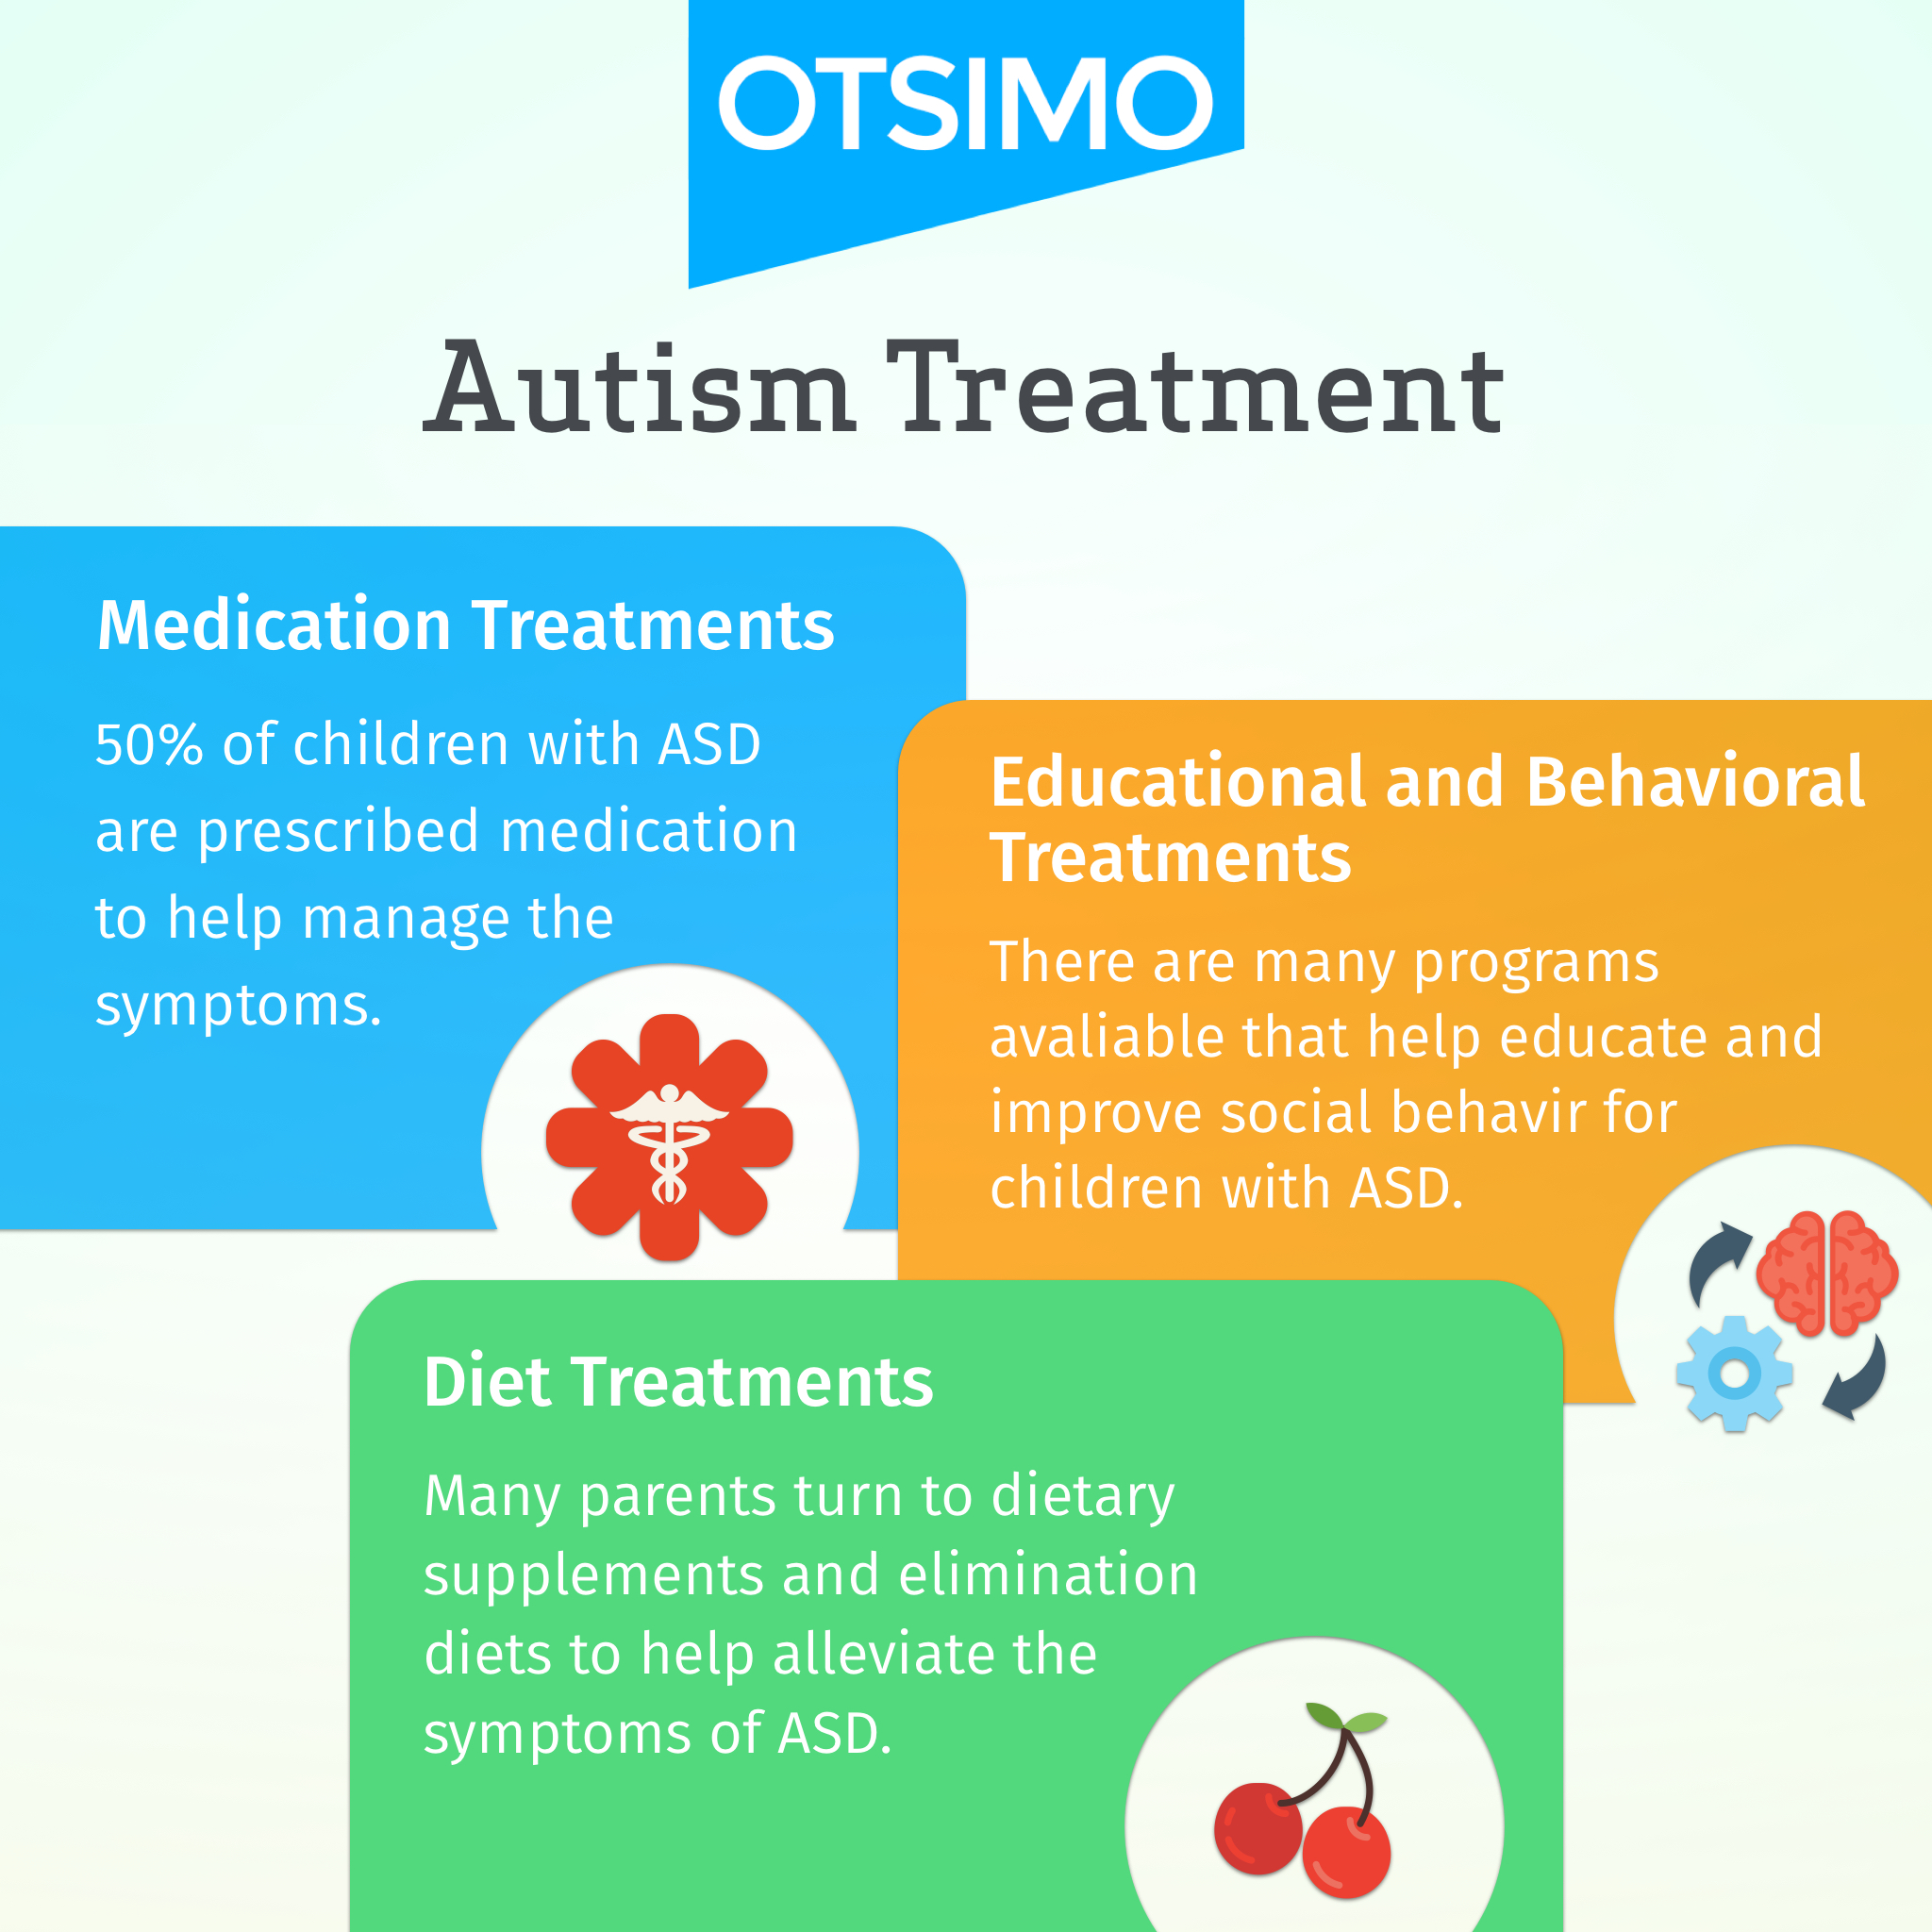 OTSIMO
Autism Treatment
Medication Treatments
50% of children with ASD
are prescribed medication
to help manage the
symptoms.
Educational and Behavioral
Treatments
There are many programs
avaliable that help educate and
improve social behavir for
children with ASD.
Diet Treatments
Many parents turn to dietary
supplements and elimination
diets to help alleviate the
symptoms of ASD.